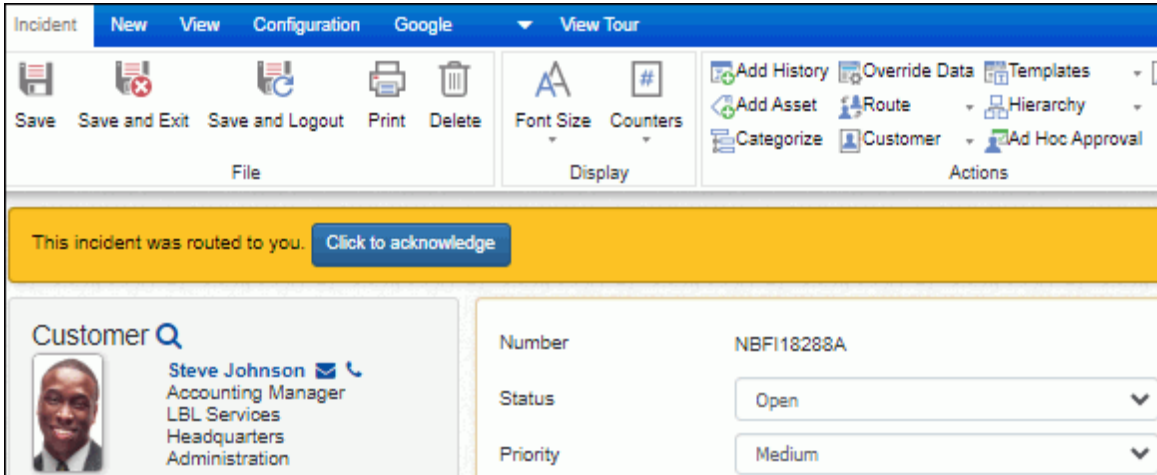 Incident New View Configuration Google View Tour
Add History Override Data Templates
Add Asset Route Hierarchy
Save Save and Exit Save and Logout Print Delete Font Size # Counters
Categorize Customer Ad Hoc Approval
File Display Actions
This incident was routed to you. Click to acknowledge
Customer
Steve Johnson
Accounting Manager
LBL Services
Headquarters
Administration
Number NBFI18288A
Status Open
Priority Medium